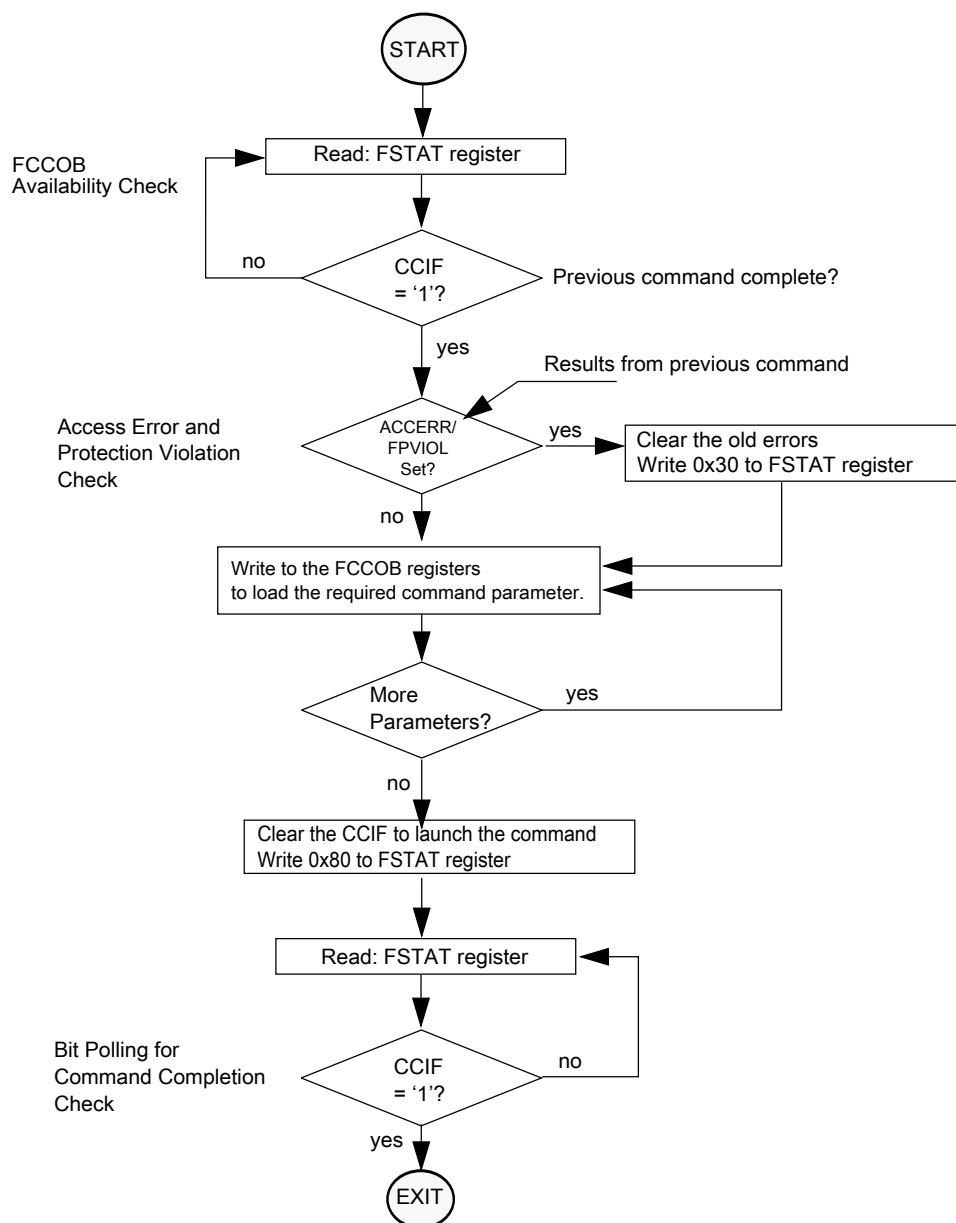 START
Read: FSTAT register
FCCOB
Availability Check
no
CCIF
= ‘1’?
Previous command complete?
yes
Results from previous command
Access Error and
Protection Violation
Check
ACCERR/
FPVIOL
Set?
yes
Clear the old errors
Write 0x30 to FSTAT register
no
Write to the FCCOB registers
to load the required command parameter.
More
Parameters?
yes
no
Clear the CCIF to launch the command
Write 0x80 to FSTAT register
Read: FSTAT register
Bit Polling for
Command Completion
Check
CCIF
= ‘1’?
no
yes
EXIT